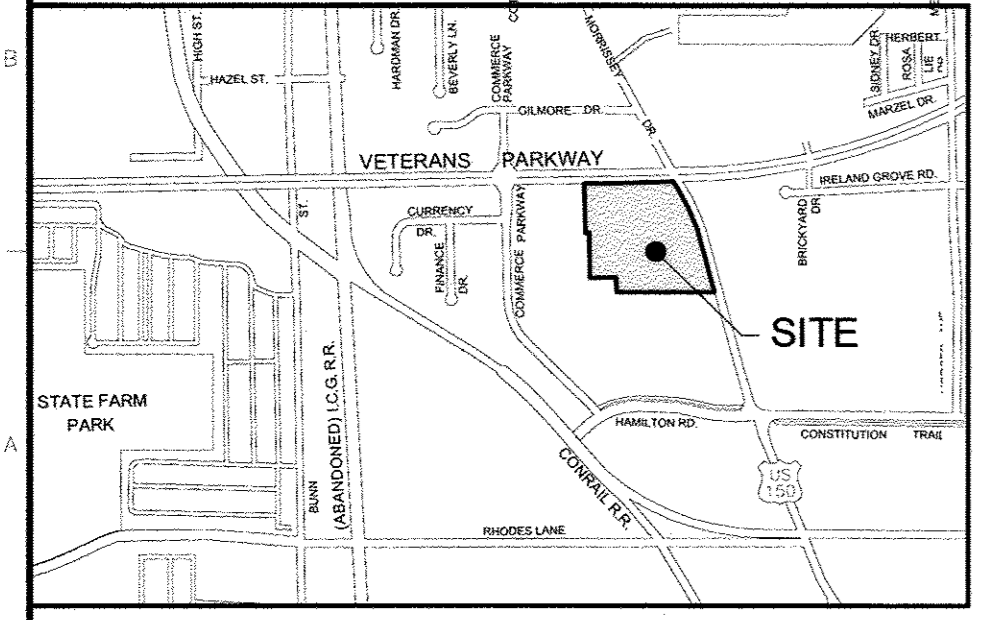 B
HIGH ST.
HAZEL ST.
HARDMAN DR.
BEVERLY LN.
COMMERCE
PARKWAY
GILMORE DR.
MORRISSEY
DR.
SIDNEY DR.
HERBERT
ROSA
LIE
MARZEL DR.
VETERANS PARKWAY
IRELAND GROVE RD.
BRICKYARD
DR.
ST.
CURRENCY
DR.
FINANCE
DR.
COMMERCE PARKWAY
SITE
STATE FARM
PARK
A
BUNN
(ABANDONED) I.C.G. R.R.
HAMILTON RD.
CONSTITUTION TRAIL
CONRAIL R.R.
US
150
RHODES LANE